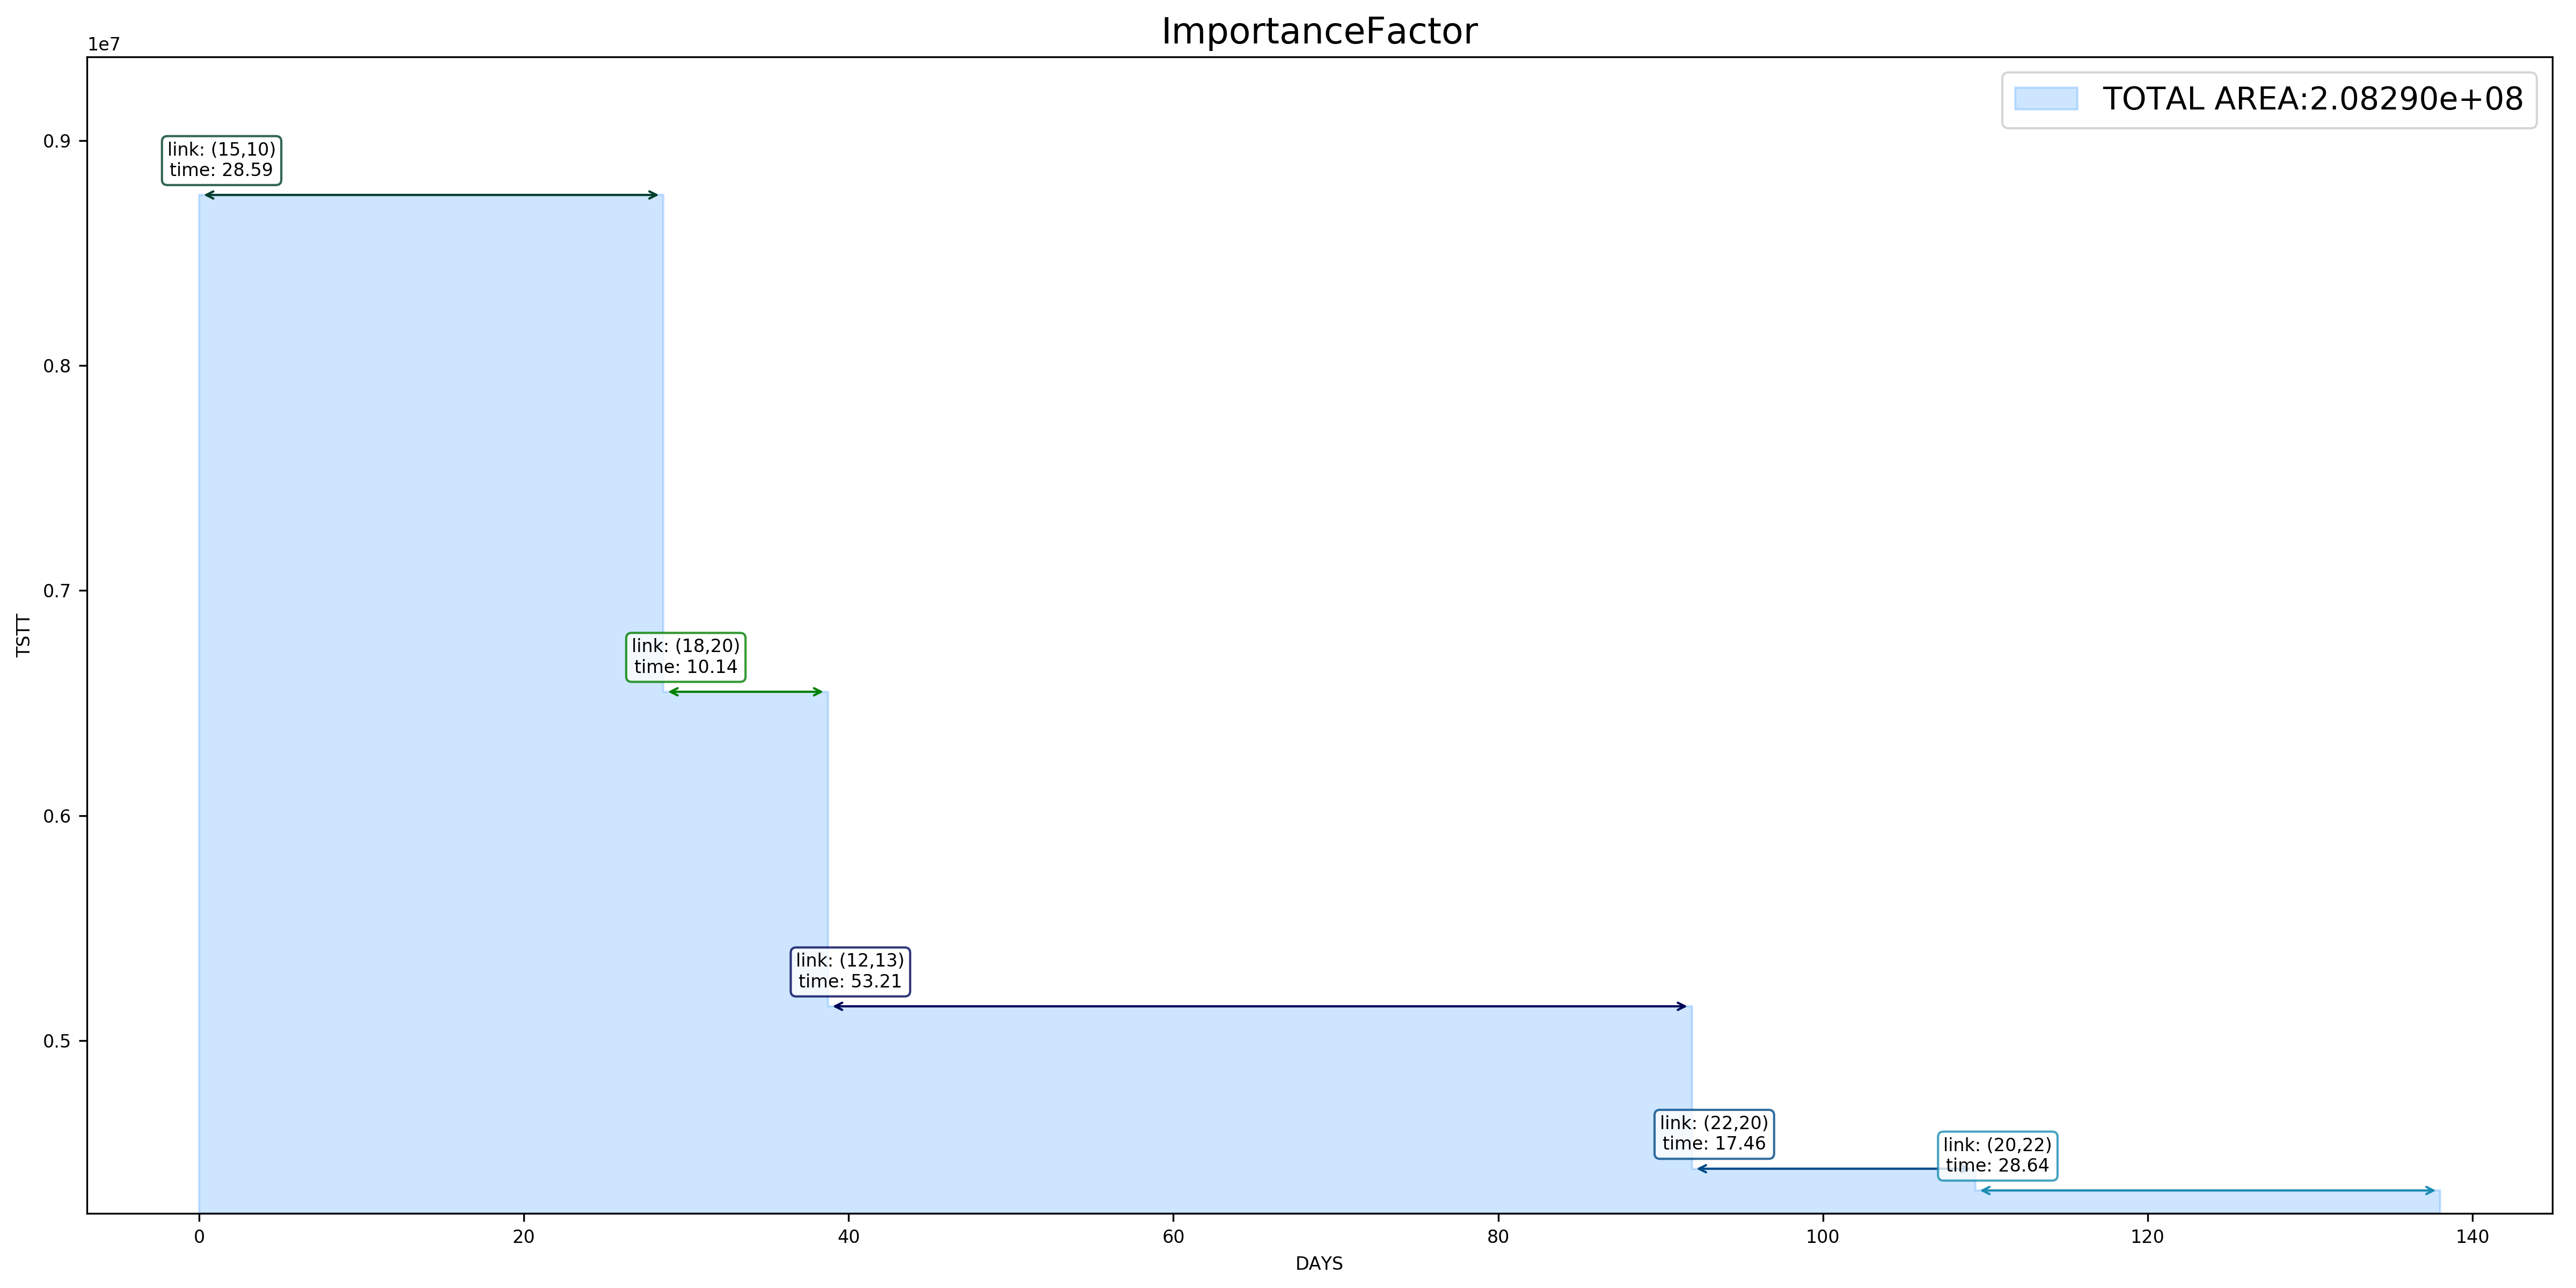 ImportanceFactor
1e7
TOTAL AREA:2.08290e+08
0.9
link: (15,10)
time: 28.59
0.8
0.7
TSTT
link: (18,20)
time: 10.14
0.6
link: (12,13)
time: 53.21
0.5
link: (22,20)
time: 17.46
link: (20,22)
time: 28.64
0 20 40 60 80 100 120 140
DAYS